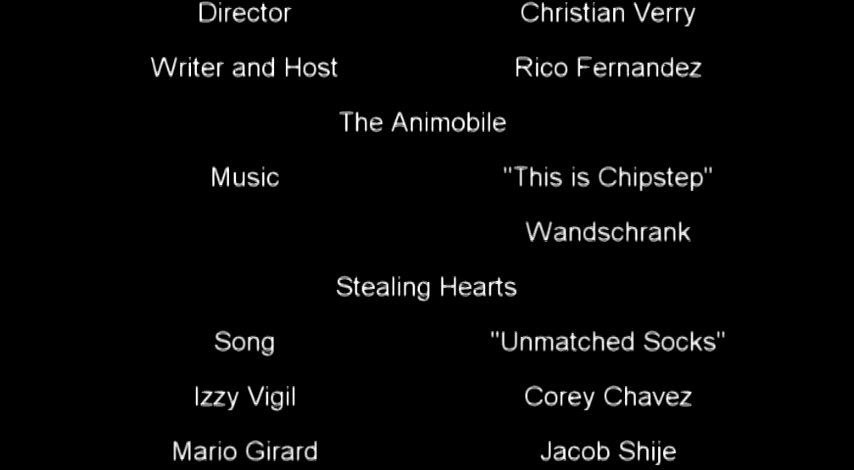 Director Christian Verry
Writer and Host Rico Fernandez
The Animobile
Music "This is Chipstep"
Wandschrank
Stealing Hearts
Song "Unmatched Socks"
Izzy Vigil Corey Chavez
Mario Girard Jacob Shije